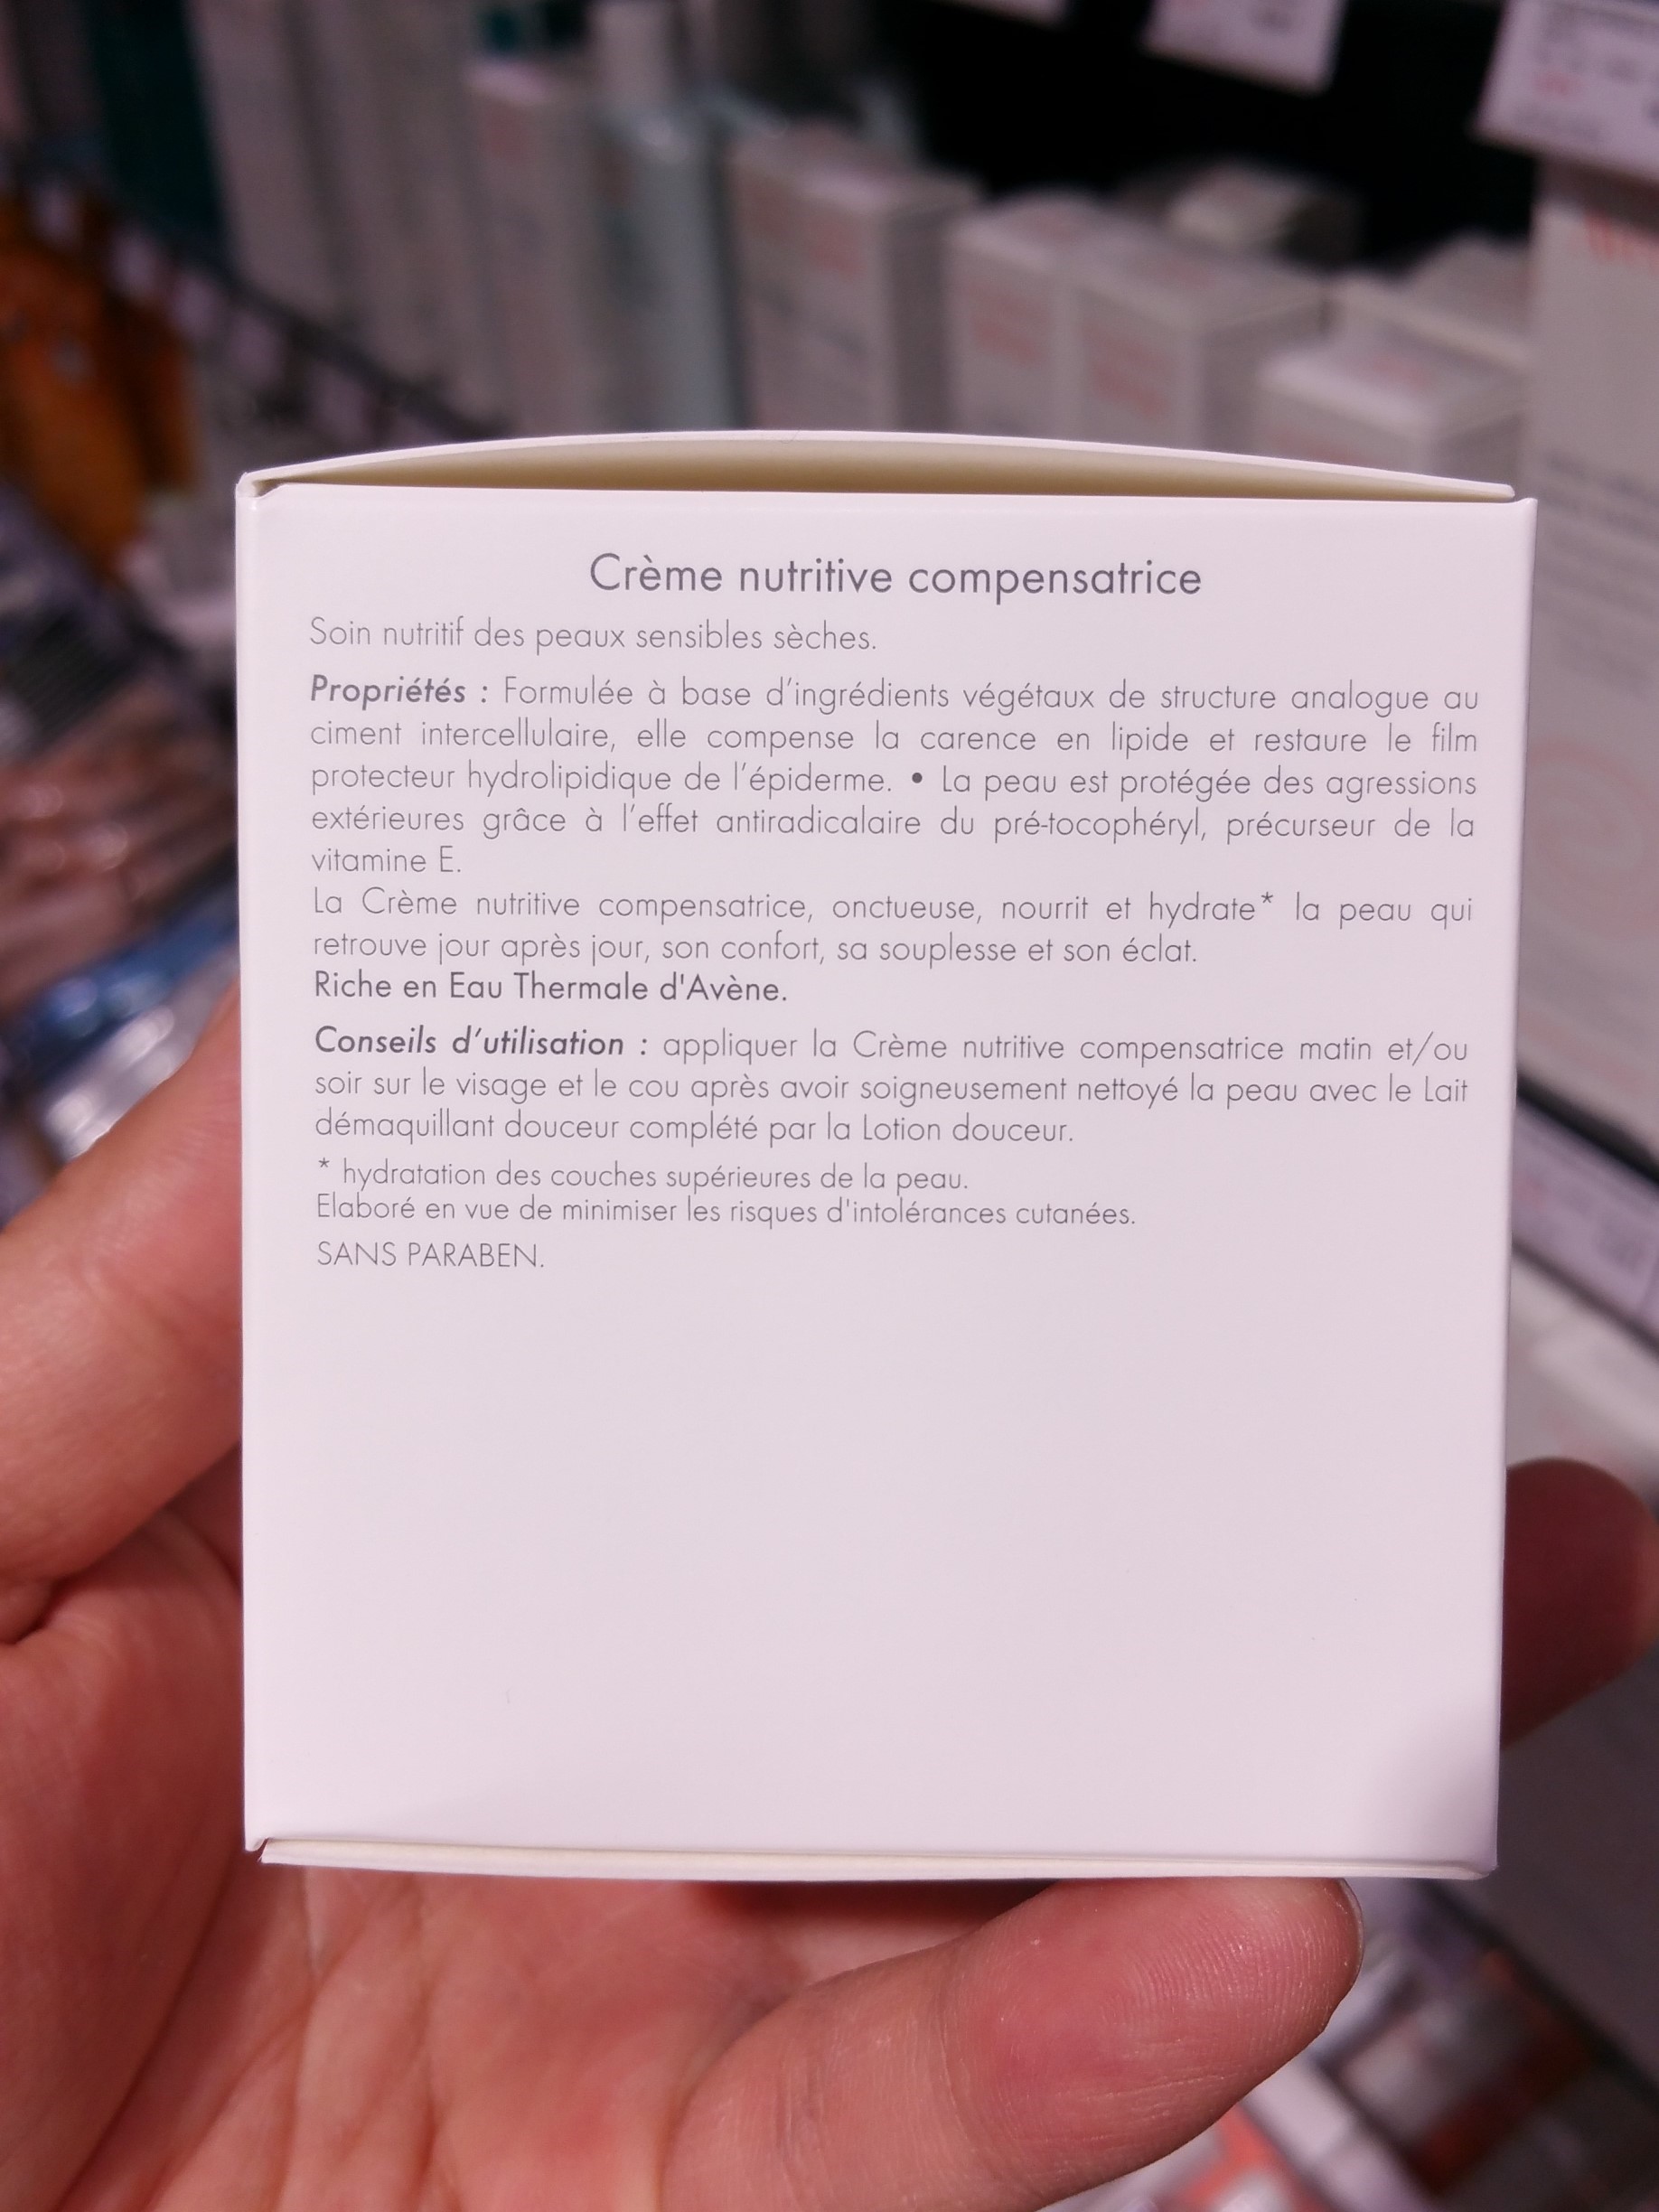 Crème nutritive compensatrice
Soin nutritif des peaux sensibles sèches.
Propriétés : Formulée à base d'ingrédients végétaux de structure analogue au
ciment intercellulaire, elle compense la carence en lipide et restaure le film
protecteur hydrolipidique de l'épiderme. • La peau est protégée des agressions
extérieures grâce à l'effet antiradicalaire du pré-tocophéryl, précurseur de la
vitamine E.
La Crème nutritive compensatrice, onctueuse, nourrit et hydrate* la peau qui
retrouve jour après jour, son confort, sa souplesse et son éclat.
Riche en Eau Thermale d'Avène.
Conseils d'utilisation : appliquer la Crème nutritive compensatrice matin et/ou
soir sur le visage et le cou après avoir soigneusement nettoyé la peau avec le Lait
démaquillant douceur complété par la Lotion douceur.
* hydratation des couches supérieures de la peau.
Elaboré en vue de minimiser les risques d'intolérances cutanées.
SANS PARABEN.